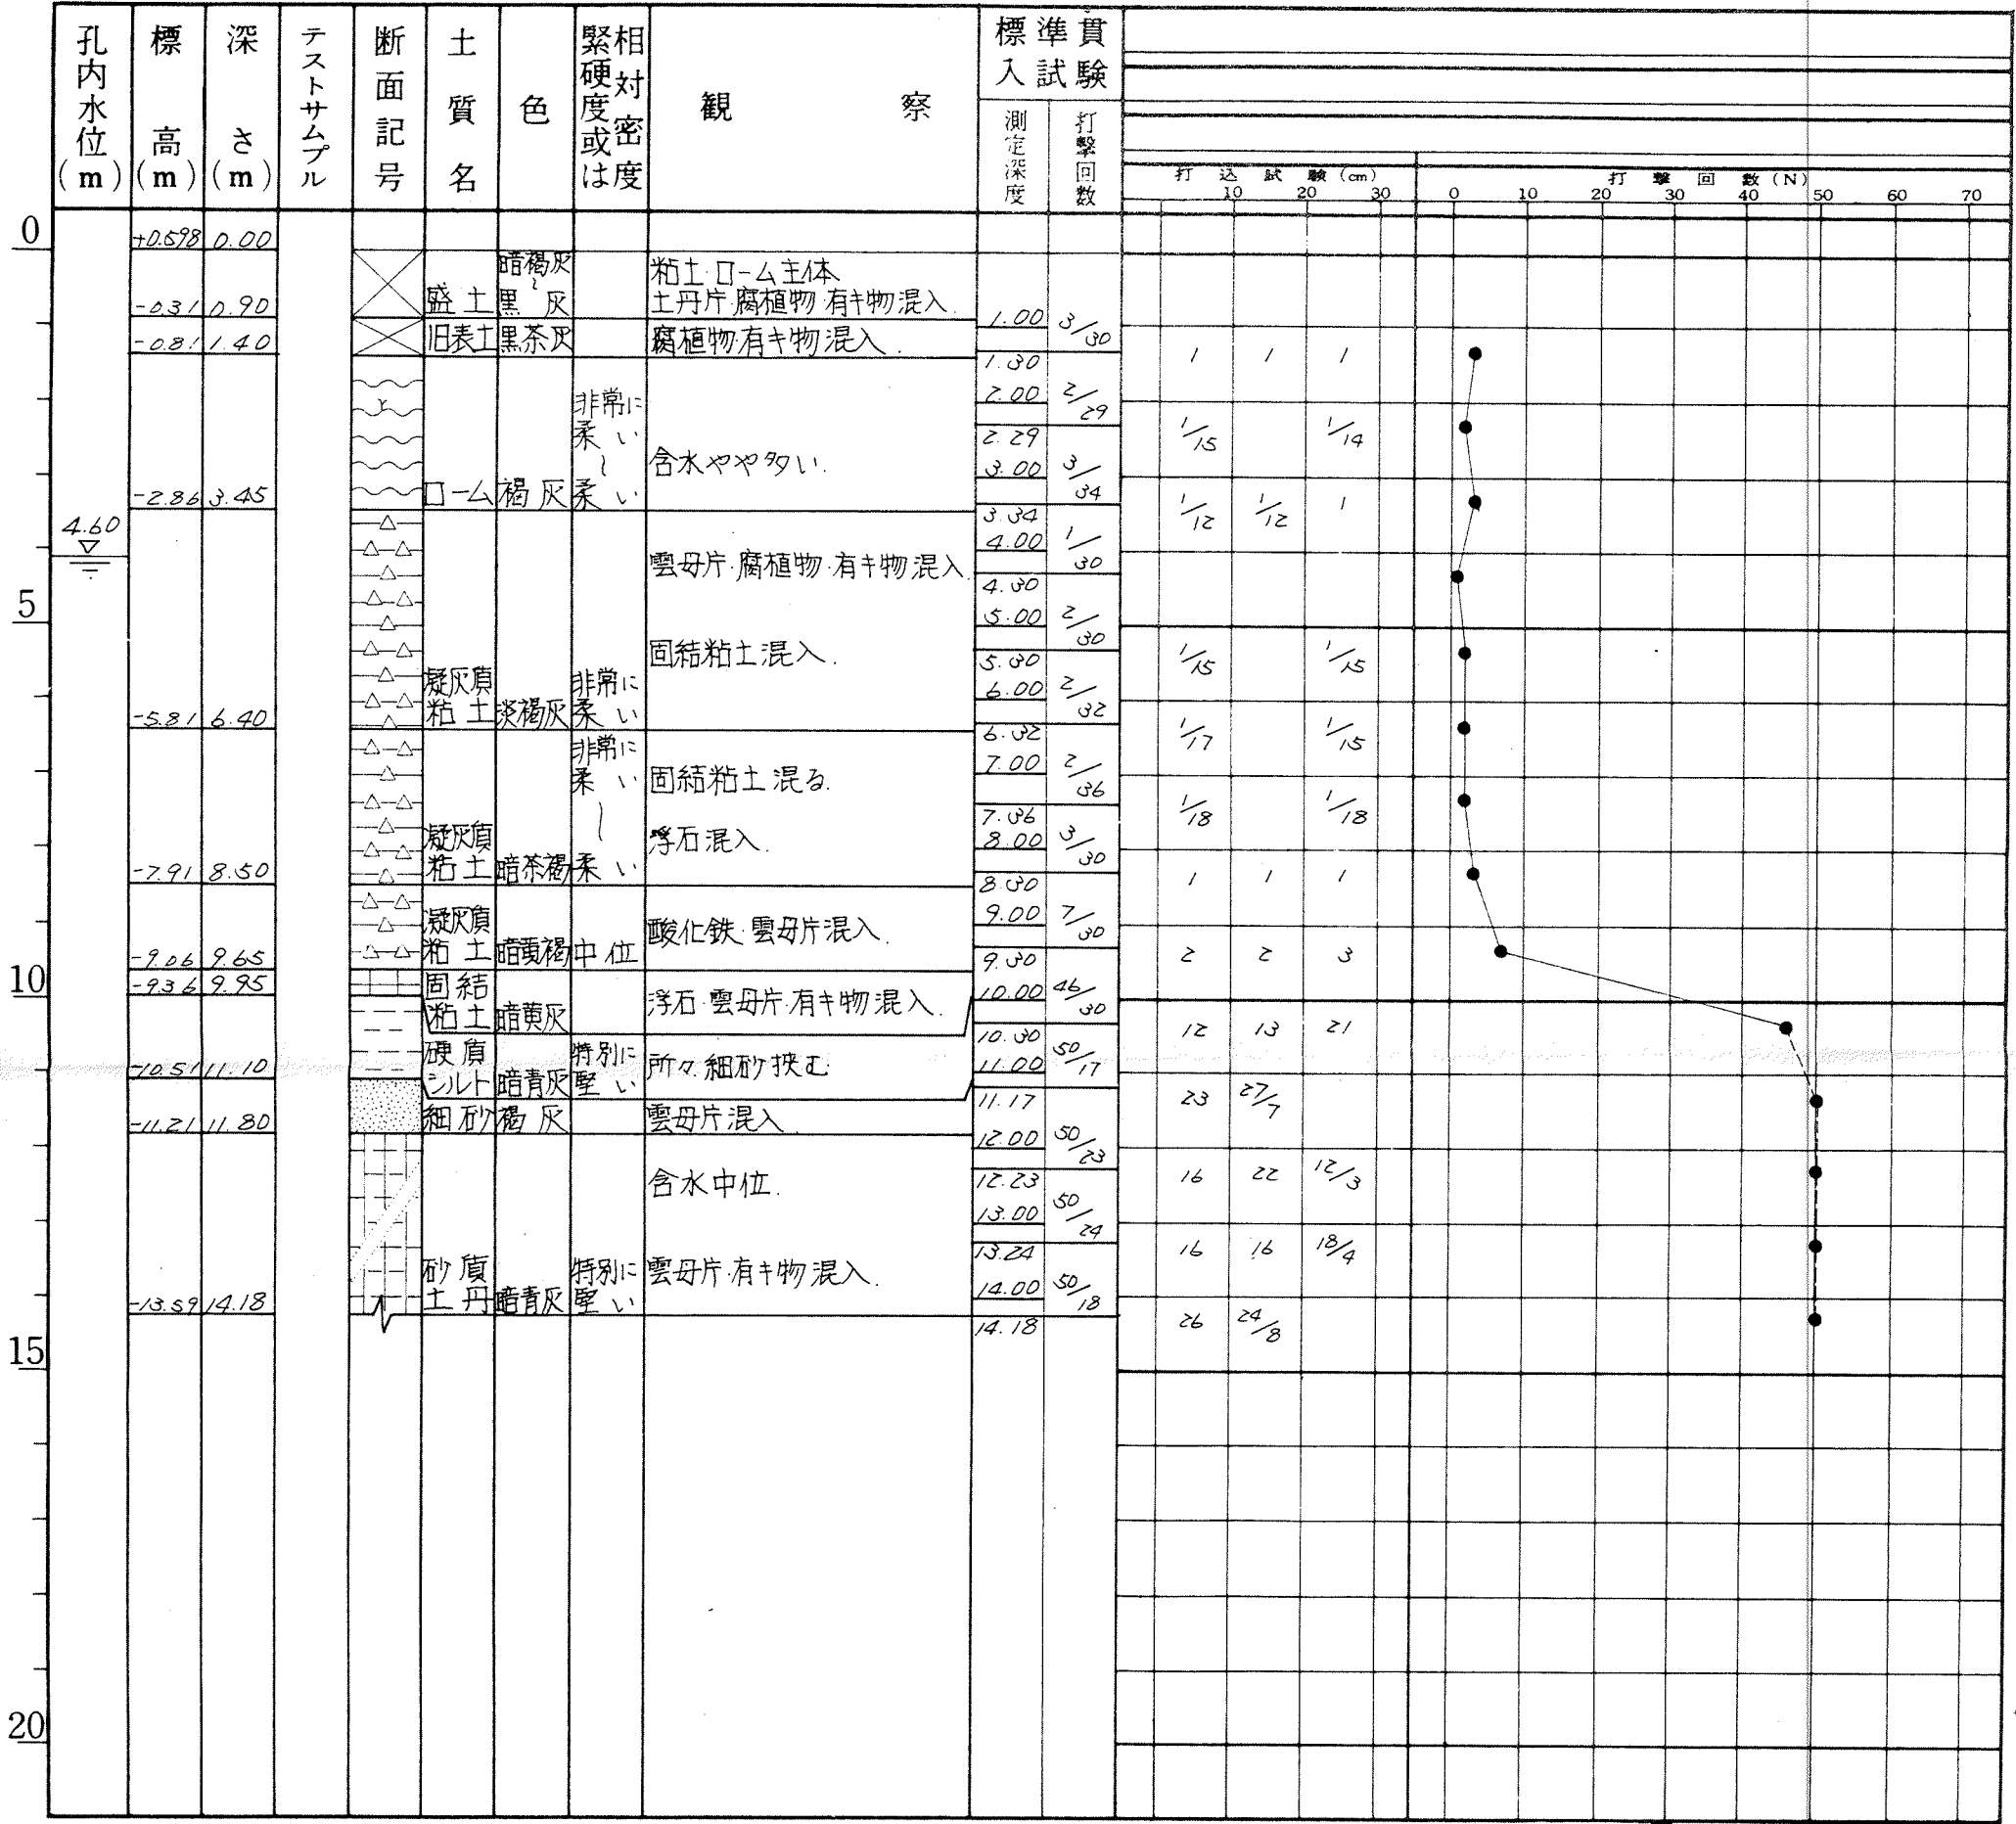 孔内水位(m) 標高(m) 深さ(m) テストサムプル 断面記号 土質名 色 相対密度或は緊硬度 観察 標準貫入試験
測定深度 打撃回数
打込試験(cm) 打撃回数(N)
10 20 30 0 10 20 30 40 50 60 70
0
+0.598 0.00
暗褐灰 粘土・ローム主体
〜
-0.31 0.90 盛土 黒灰 土丹片・腐植物・有キ物混入.
1.00 3/30
-0.81 1.40 旧表土 黒茶灰 腐植物・有キ物混入.
1.30 1 1 1
2.00 2/29
非常に
柔い
〜
2.29 1/15 1/14
含水やや多い.
3.00 3/34
-2.86 3.45 ローム 褐灰 柔い
3.34 1/12 1/12 1
4.60
4.00 1/30
雲母片・腐植物・有キ物混入.
4.30
5
5.00 2/30
固結粘土混入.
5.30 1/15 1/15
凝灰質 非常に
6.00 2/32
-5.81 6.40 粘土 淡褐灰 柔い
6.32 1/17 1/15
非常に
7.00 2/36
柔い 固結粘土混る.
〜
7.36 1/18 1/18
凝灰質 浮石混入.
8.00 3/30
-7.91 8.50 粘土 暗茶褐 柔い
8.30 1 1 1
9.00 7/30
凝灰質 酸化鉄・雲母片混入.
-9.06 9.65 粘土 暗黄褐 中位
9.30 2 2 3
10
-9.36 9.95 固結
10.00 46/30
粘土 暗黄灰 浮石・雲母片・有キ物混入.
10.30 12 13 21
硬質 特別に 所々細砂挟む
11.00 50/17
-10.51 11.10 シルト 暗青灰 堅い
11.17 23 27/7
-11.21 11.80 細砂 褐灰 雲母片混入.
12.00 50/23
含水中位.
12.23 16 22 12/3
13.00 50/24
13.24 16 16 18/4
砂質 特別に 雲母片・有キ物混入.
14.00 50/18
-13.59 14.18 土丹 暗青灰 堅い
14.18 26 24/8
15
20